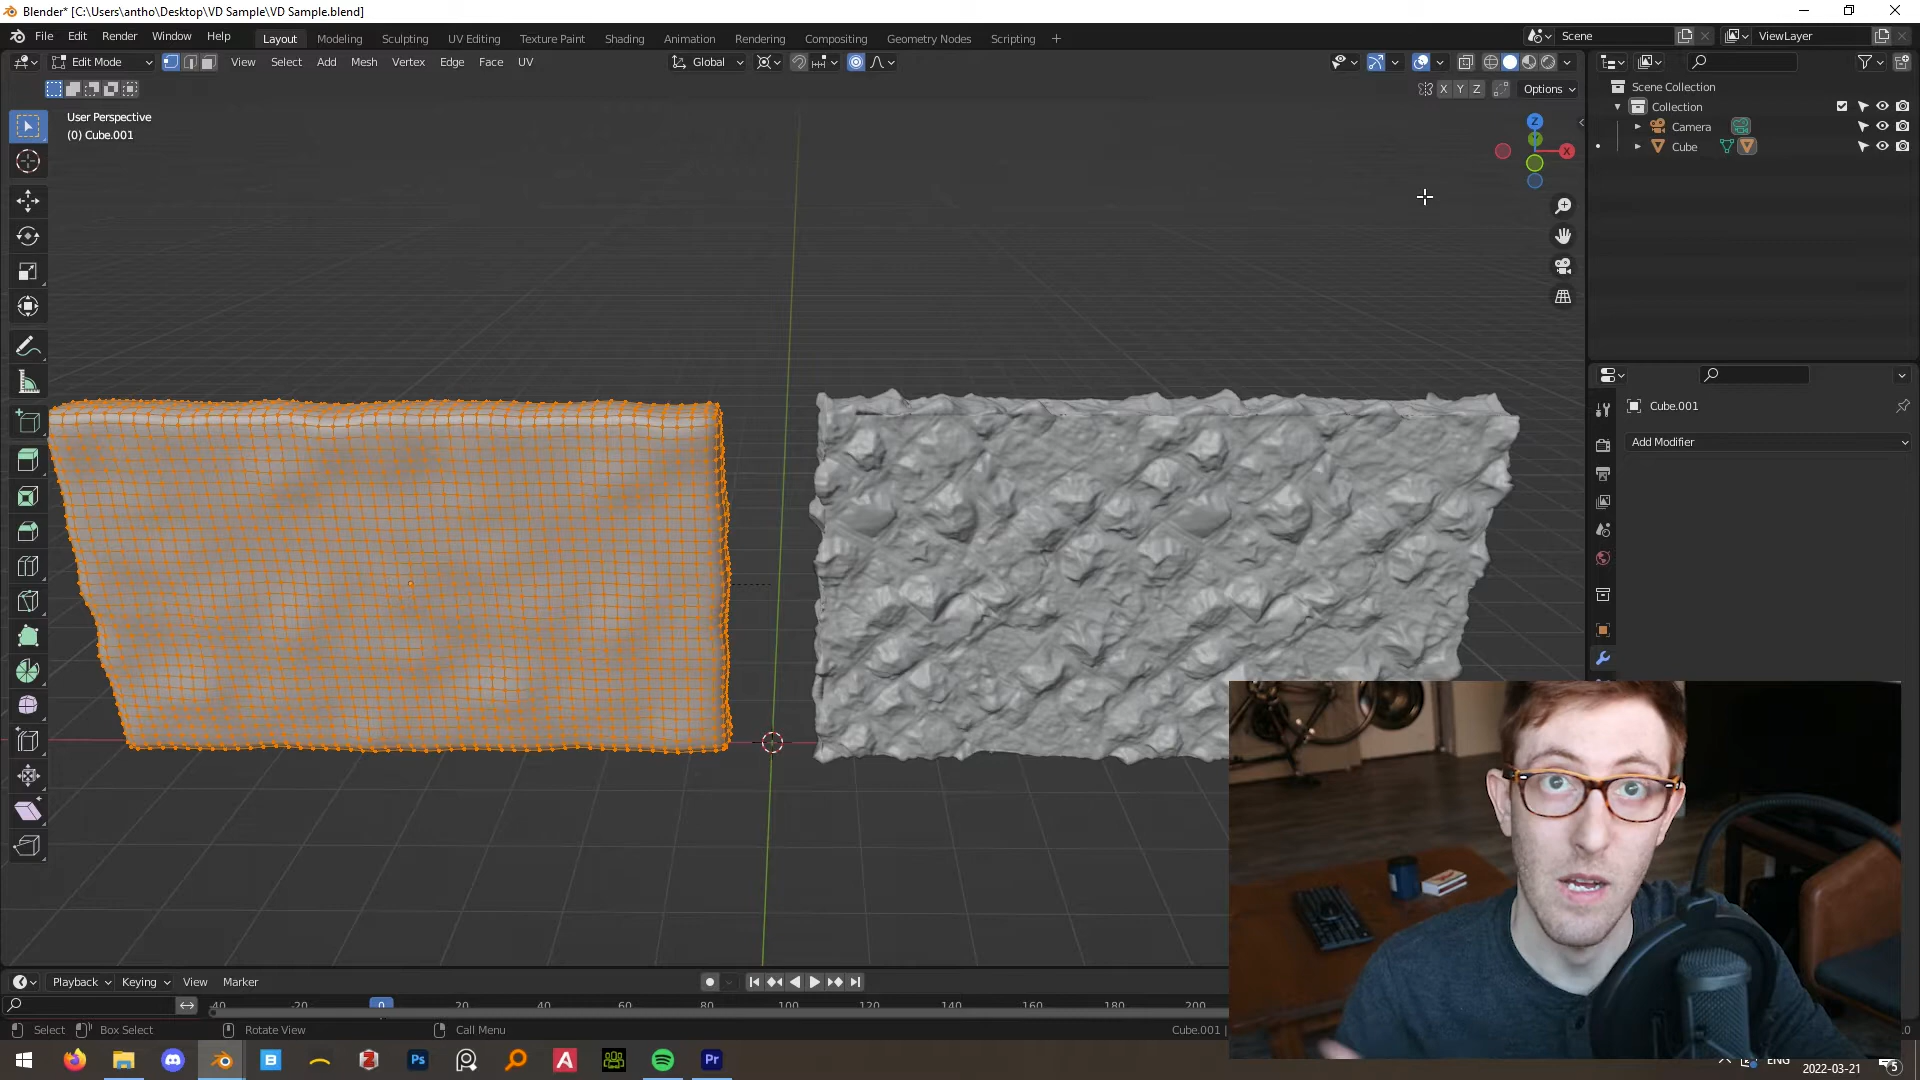 Blender* [C:\Users\antho\Desktop\VD Sample\VD Sample.blend]
File Edit Render Window Help Layout Modeling Sculpting UV Editing Texture Paint Shading Animation Rendering Compositing Geometry Nodes Scripting + Scene ViewLayer
Edit Mode View Select Add Mesh Vertex Edge Face UV Global
X Y Z Options
User Perspective
(0) Cube.001
Z
X
Scene Collection
Collection
Camera
Cube
Cube.001
Add Modifier
Playback Keying View Marker
-40 -20 0 20 40 60 80 100 120 140 160 180 200
Select Box Select Rotate View Call Menu Cube.001 |
B Ps A Pr ENG
2022-03-21 5